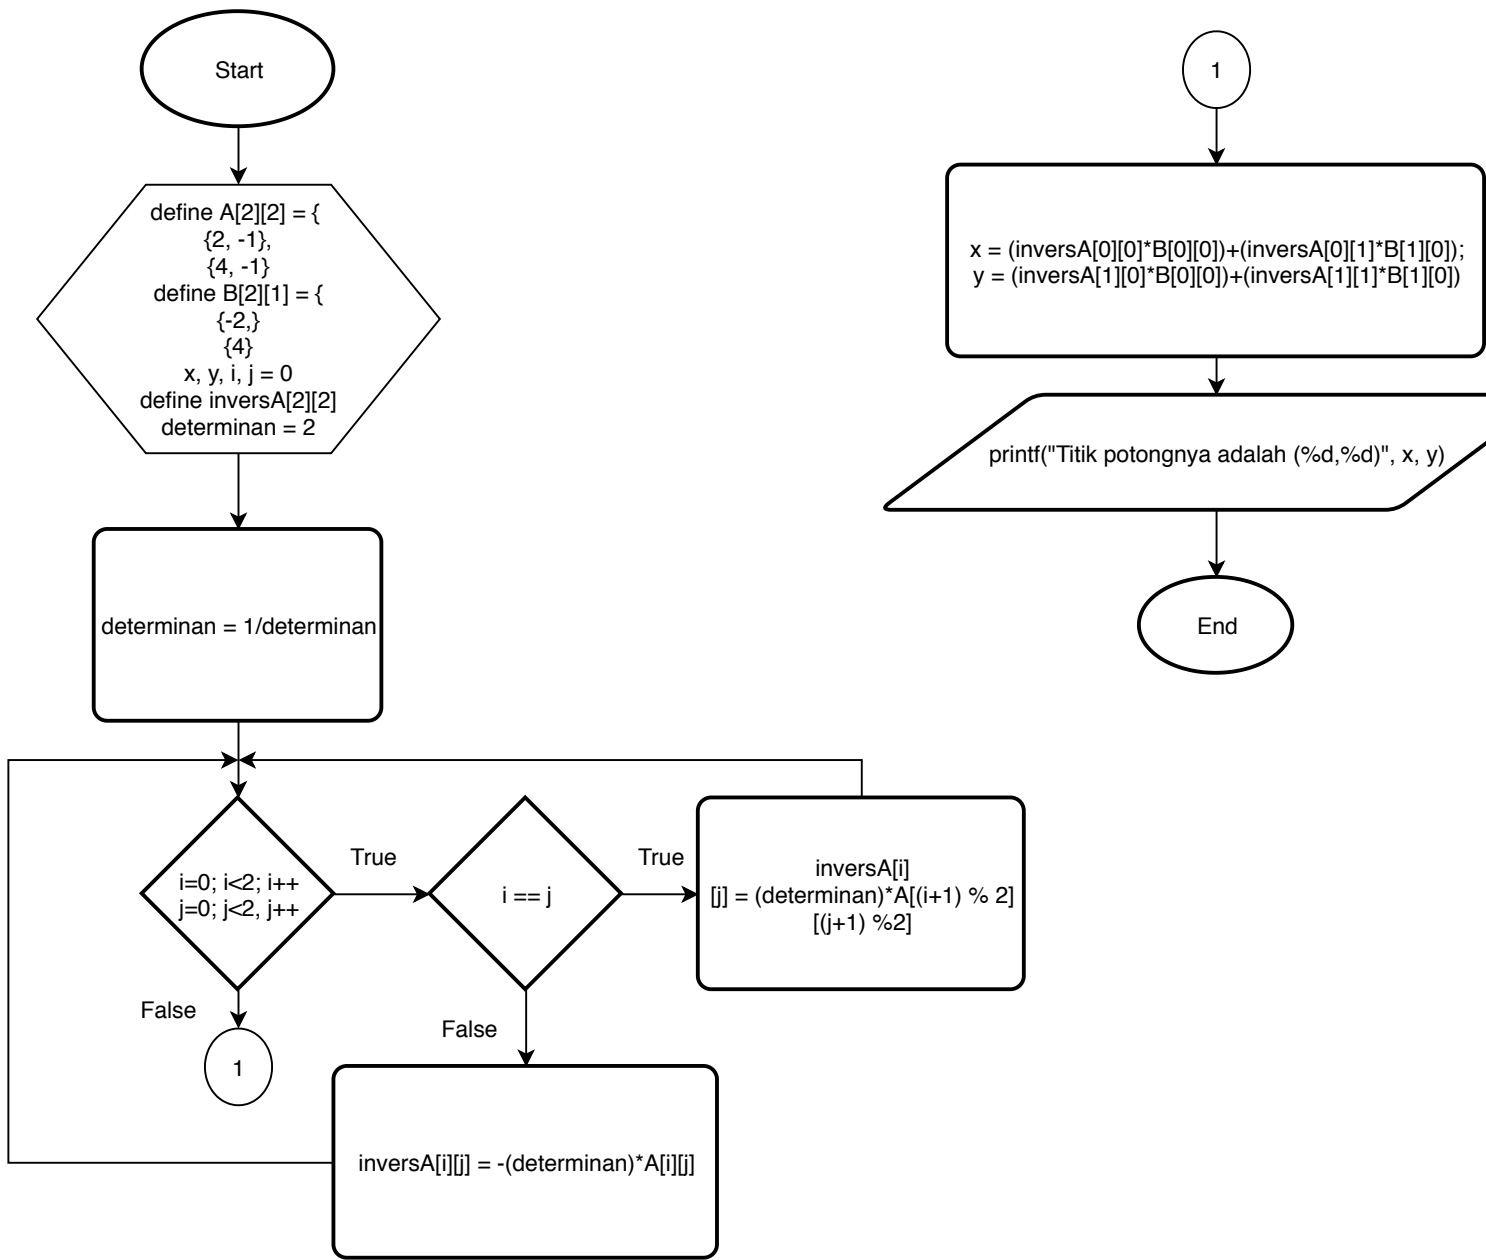 Start
define A[2][2] = {
{2, -1},
{4, -1}
define B[2][1] = {
{-2,}
{4}
x, y, i, j = 0
define inversA[2][2]
determinan = 2
determinan = 1/determinan
i=0; i<2; i++
j=0; j<2, j++
True
i == j
True
inversA[i]
[j] = (determinan)*A[(i+1) % 2]
[(j+1) %2]
False
1
False
inversA[i][j] = -(determinan)*A[i][j]
1
x = (inversA[0][0]*B[0][0])+(inversA[0][1]*B[1][0]);
y = (inversA[1][0]*B[0][0])+(inversA[1][1]*B[1][0])
printf("Titik potongnya adalah (%d,%d)", x, y)
End